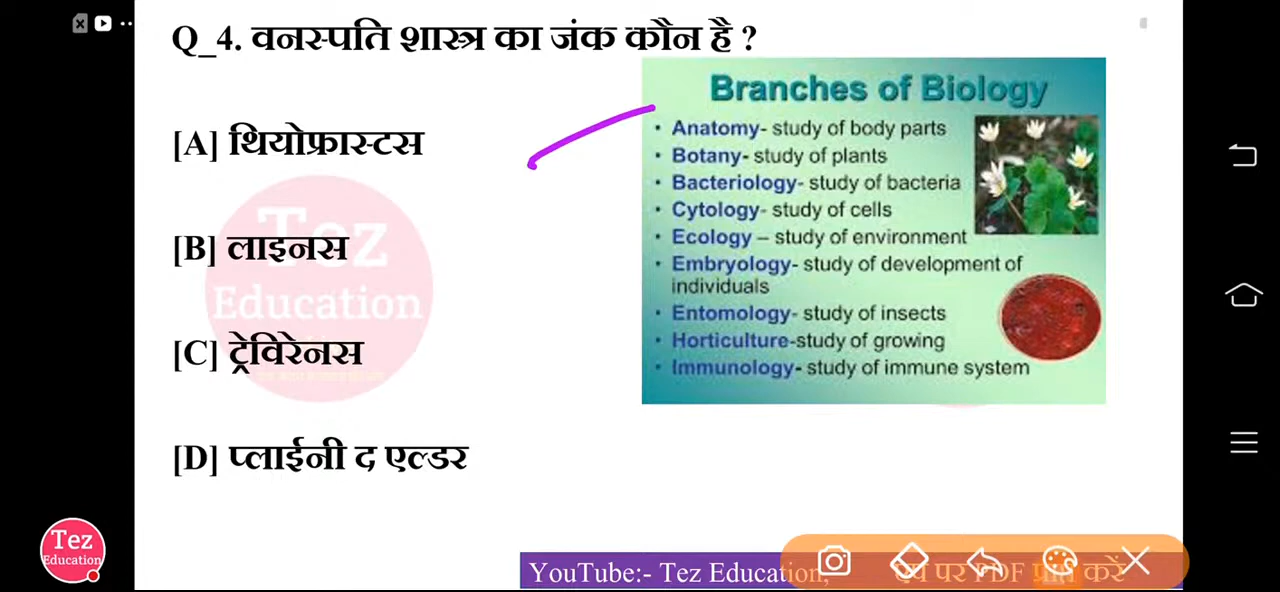 Q_4. वनस्पति शास्त्र का जंक कौन है ?
[A] थियोफ्रास्टस
[B] लाइनस
[C] ट्रेविरेनस
[D] प्लाईनी द एल्डर
Branches of Biology
• Anatomy- study of body parts
• Botany- study of plants
• Bacteriology- study of bacteria
• Cytology- study of cells
• Ecology – study of environment
• Embryology- study of development of
individuals
• Entomology- study of insects
• Horticulture-study of growing
• Immunology- study of immune system
Tez
Education
Tez
Education
YouTube:- Tez Education, पर PDF प्राप्त करें